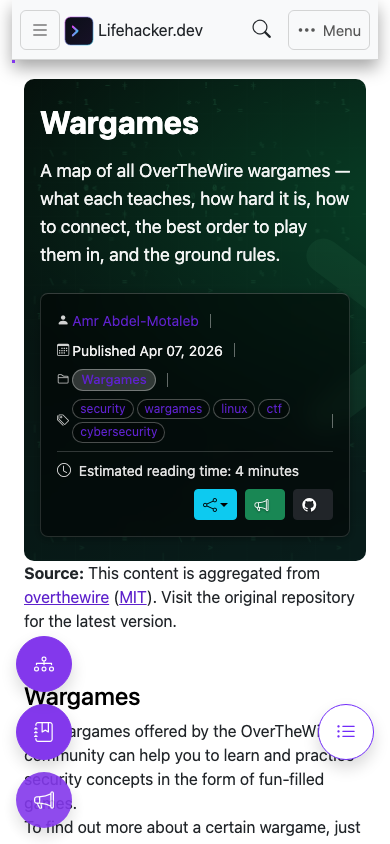 Lifehacker.dev
Menu
Wargames
A map of all OverTheWire wargames —
what each teaches, how hard it is, how
to connect, the best order to play
them in, and the ground rules.
Amr Abdel-Motaleb
Published Apr 07, 2026
Wargames
security wargames linux ctf
cybersecurity
Estimated reading time: 4 minutes
Source: This content is aggregated from
overthewire (MIT). Visit the original repository
for the latest version.
Wargames
wargames offered by the OverTheWire
community can help you to learn and practice
security concepts in the form of fun-filled
games.
To find out more about a certain wargame, just